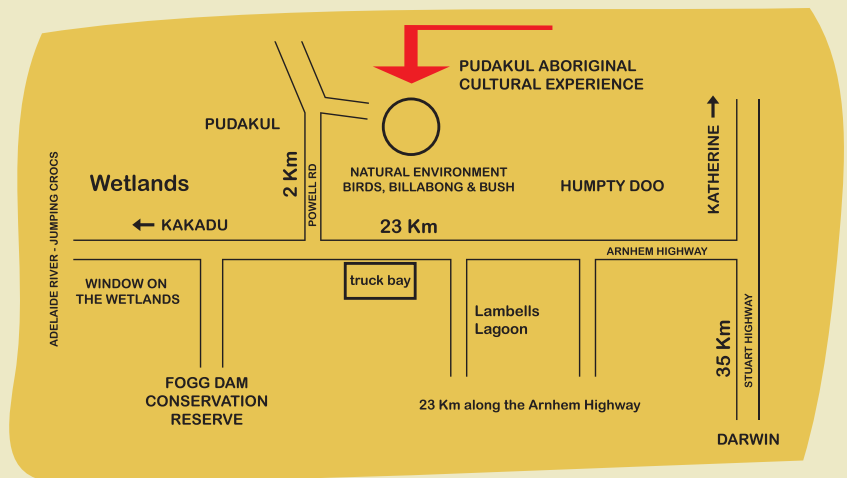 PUDAKUL ABORIGINAL
CULTURAL EXPERIENCE
PUDAKUL
KATHERINE
2 Km
POWELL RD
NATURAL ENVIRONMENT
BIRDS, BILLABONG & BUSH
HUMPTY DOO
Wetlands
KAKADU
23 Km
ADELAIDE RIVER - JUMPING CROCS
ARNHEM HIGHWAY
WINDOW ON
THE WETLANDS
truck bay
Lambells
Lagoon
35 Km
STUART HIGHWAY
FOGG DAM
CONSERVATION
RESERVE
23 Km along the Arnhem Highway
DARWIN